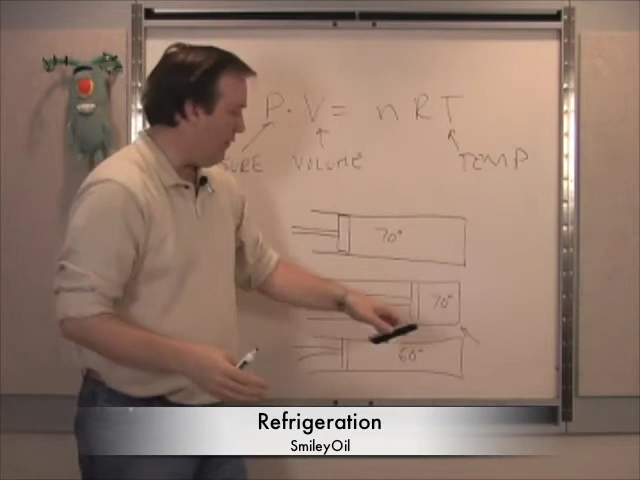 P · V = n R T
VOLUME TEMP
70°
70°
60°
Refrigeration
SmileyOil